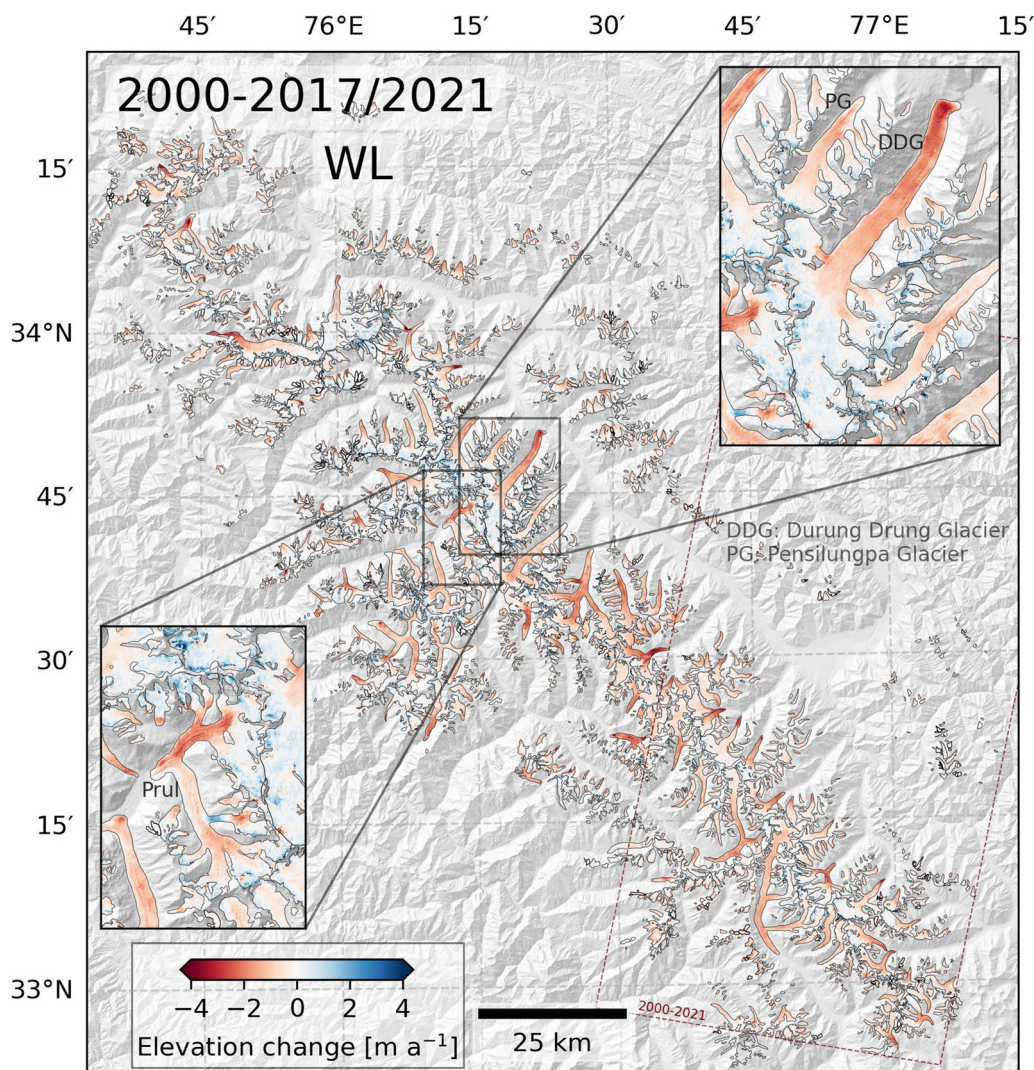 45′ 76°E 15′ 30′ 45′ 77°E 15′
2000-2017/2021
WL
PG
DDG
15′
34°N
45′
DDG: Durung Drung Glacier
PG: Pensilungpa Glacier
30′
Prul
15′
33°N
2000-2021
−4 −2 0 2 4
Elevation change [m a⁻¹]
25 km